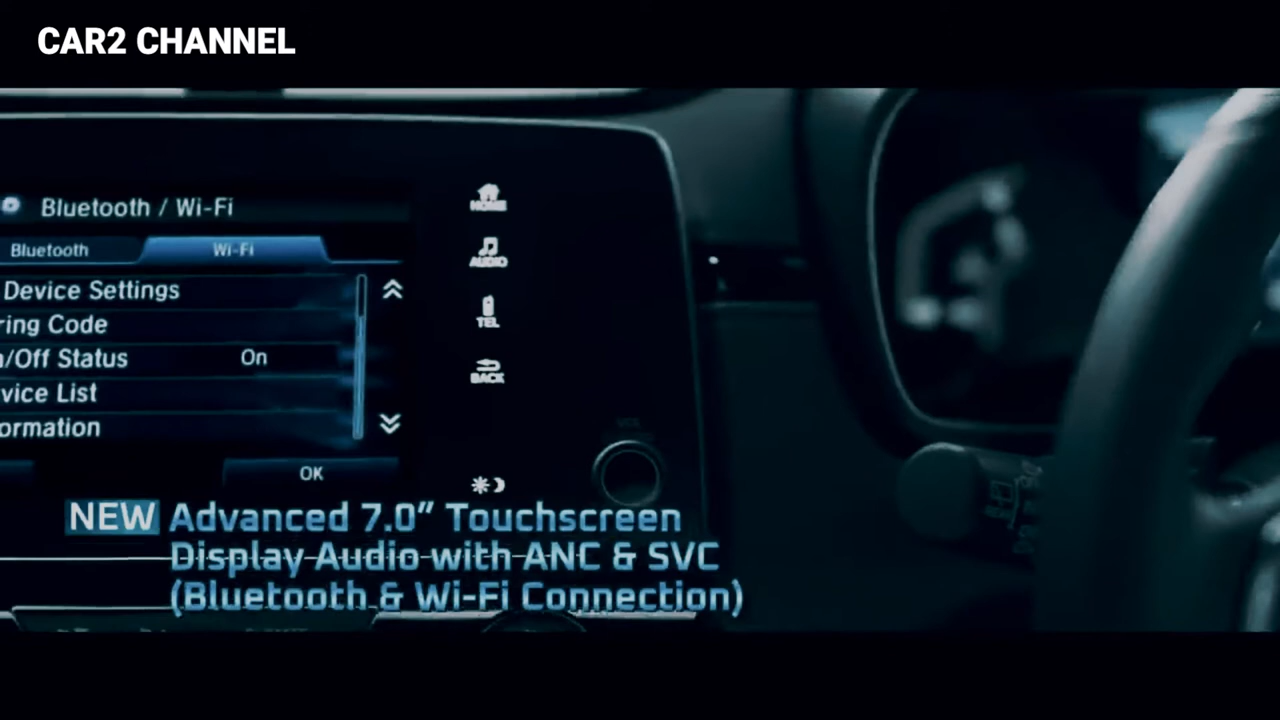 CAR2 CHANNEL
Bluetooth / Wi-Fi
Bluetooth Wi-Fi
Device Settings
ring Code
/Off Status On
vice List
ormation
OK
HOME
AUDIO
TEL
BACK
NEW Advanced 7.0” Touchscreen
Display Audio with ANC & SVC
(Bluetooth & Wi-Fi Connection)